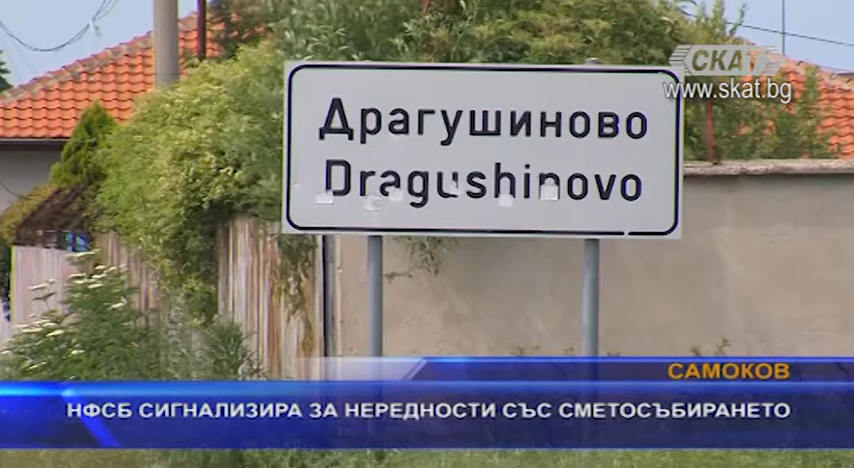 СКАТ
www.skat.bg
Драгушиново
Dragushinovo
САМОКОВ
НФСБ СИГНАЛИЗИРА ЗА НЕРЕДНОСТИ СЪС СМЕТОСЪБИРАНЕТО